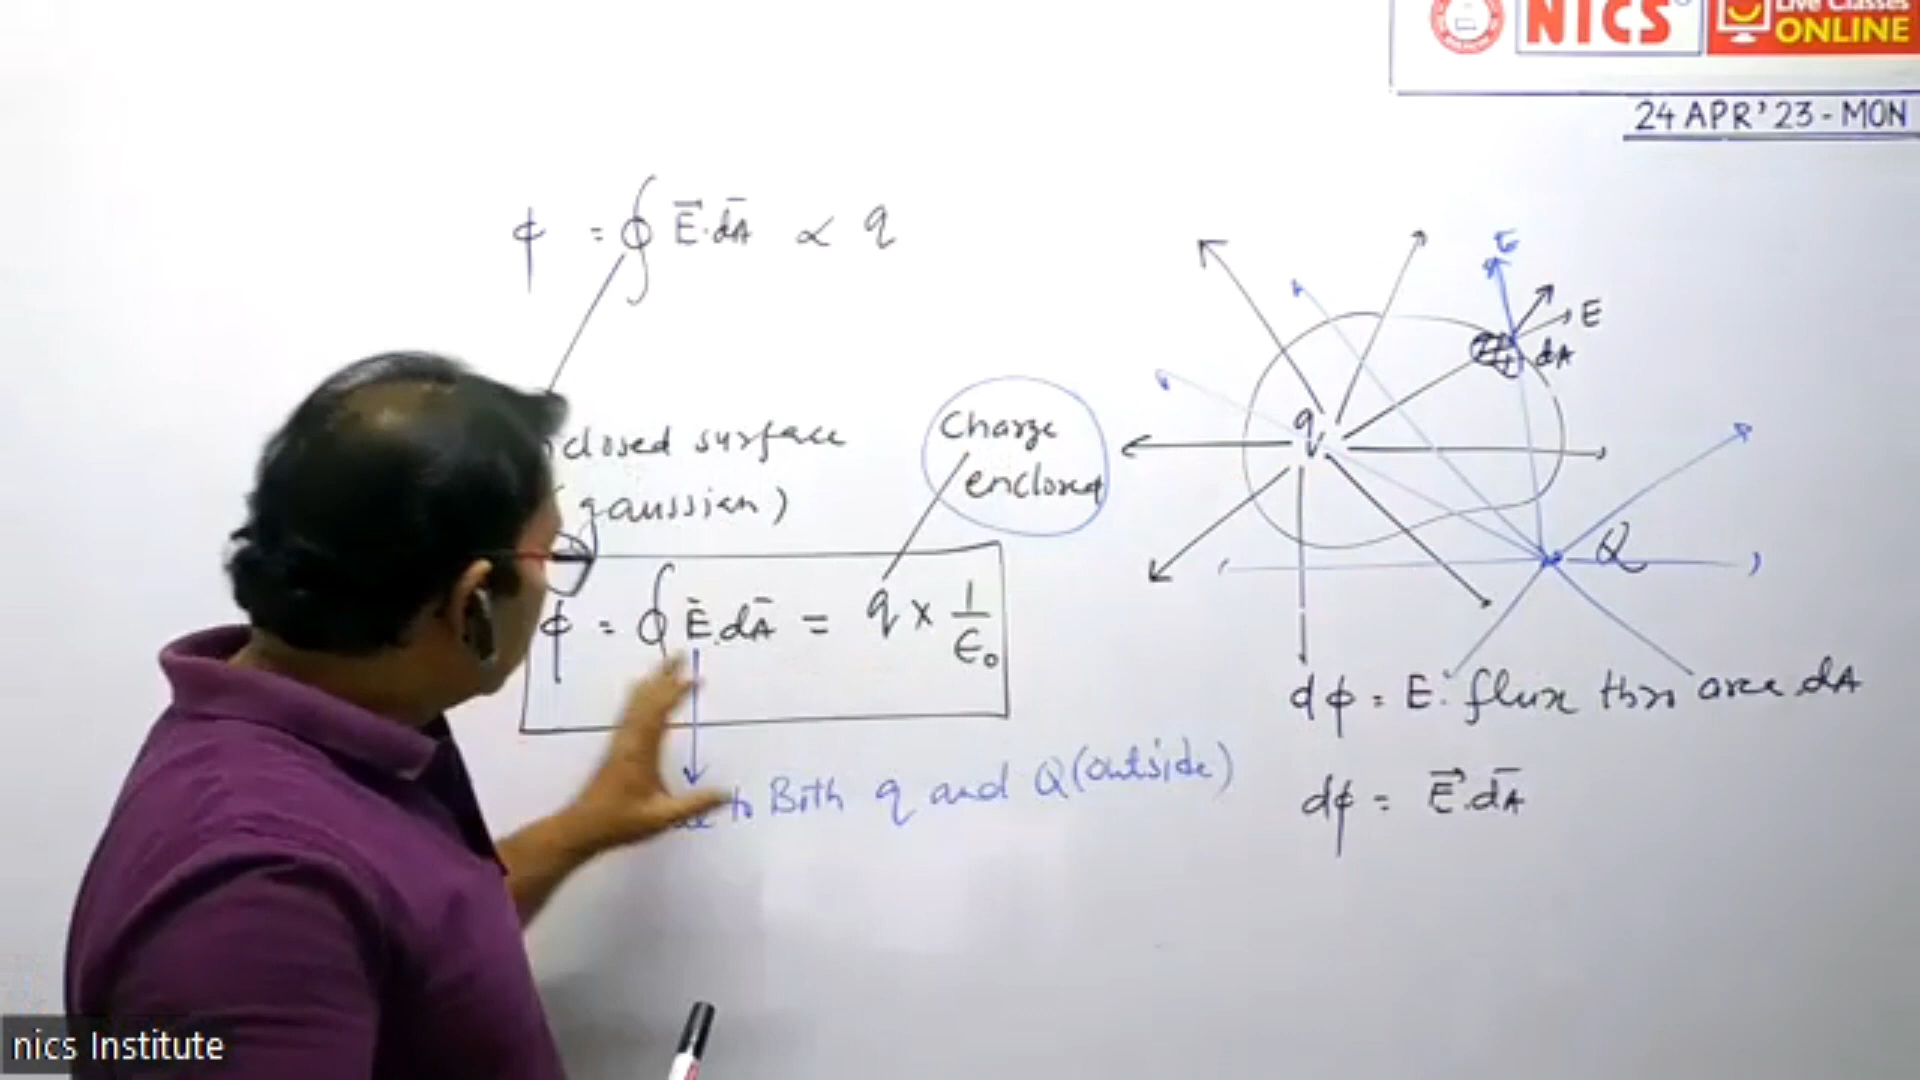 NICS
Live Classes
ONLINE
24 APR'23 - MON
ϕ = ∮ E⃗.dA̅ ∝ q
closed surface
(gaussian)
Charge
enclosed
ϕ = ∮ E̅.dA̅ = q × 1/ϵ₀
to Both q and Q (outside)
E
E
dA
q
Q
dϕ = E. flux thro area dA
dϕ = E⃗.dA̅
nics Institute